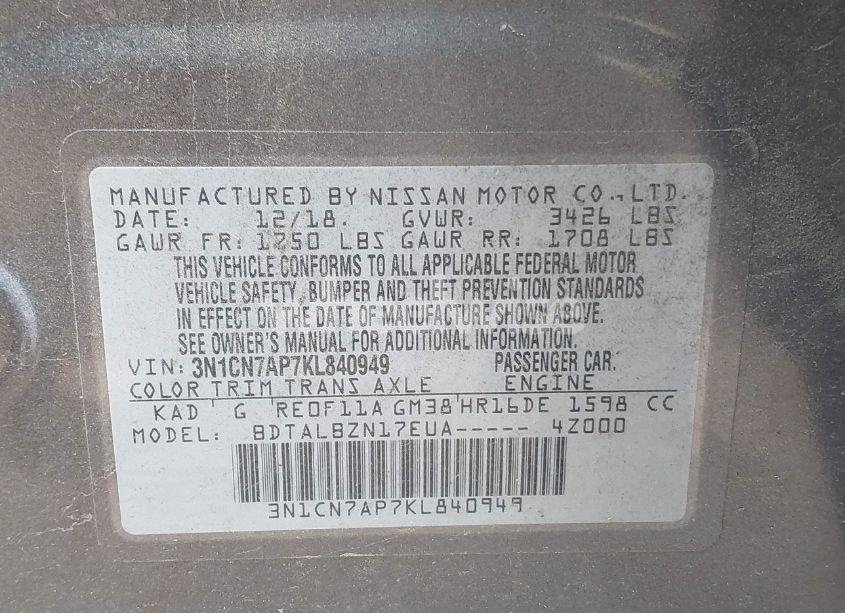 MANUFACTURED BY NISSAN MOTOR CO., LTD.
DATE: 12/18. GVWR: 3426 LBS
GAWR FR: 1750 LBS GAWR RR: 1708 LBS
THIS VEHICLE CONFORMS TO ALL APPLICABLE FEDERAL MOTOR
VEHICLE SAFETY, BUMPER AND THEFT PREVENTION STANDARDS
IN EFFECT ON THE DATE OF MANUFACTURE SHOWN ABOVE.
SEE OWNER'S MANUAL FOR ADDITIONAL INFORMATION.
VIN: 3N1CN7AP7KL840949 PASSENGER CAR.
COLOR TRIM TRANS AXLE ENGINE
KAD G RE0F11A GM38 HR16DE 1598 CC
MODEL: BDTALBZN17EUA----- 4Z000
3N1CN7AP7KL840949